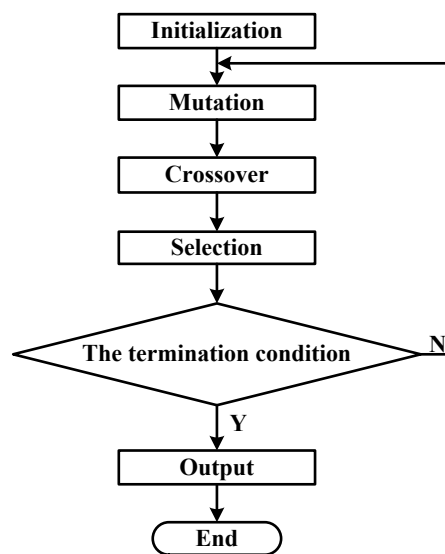 Initialization
Mutation
Crossover
Selection
The termination condition
N
Y
Output
End